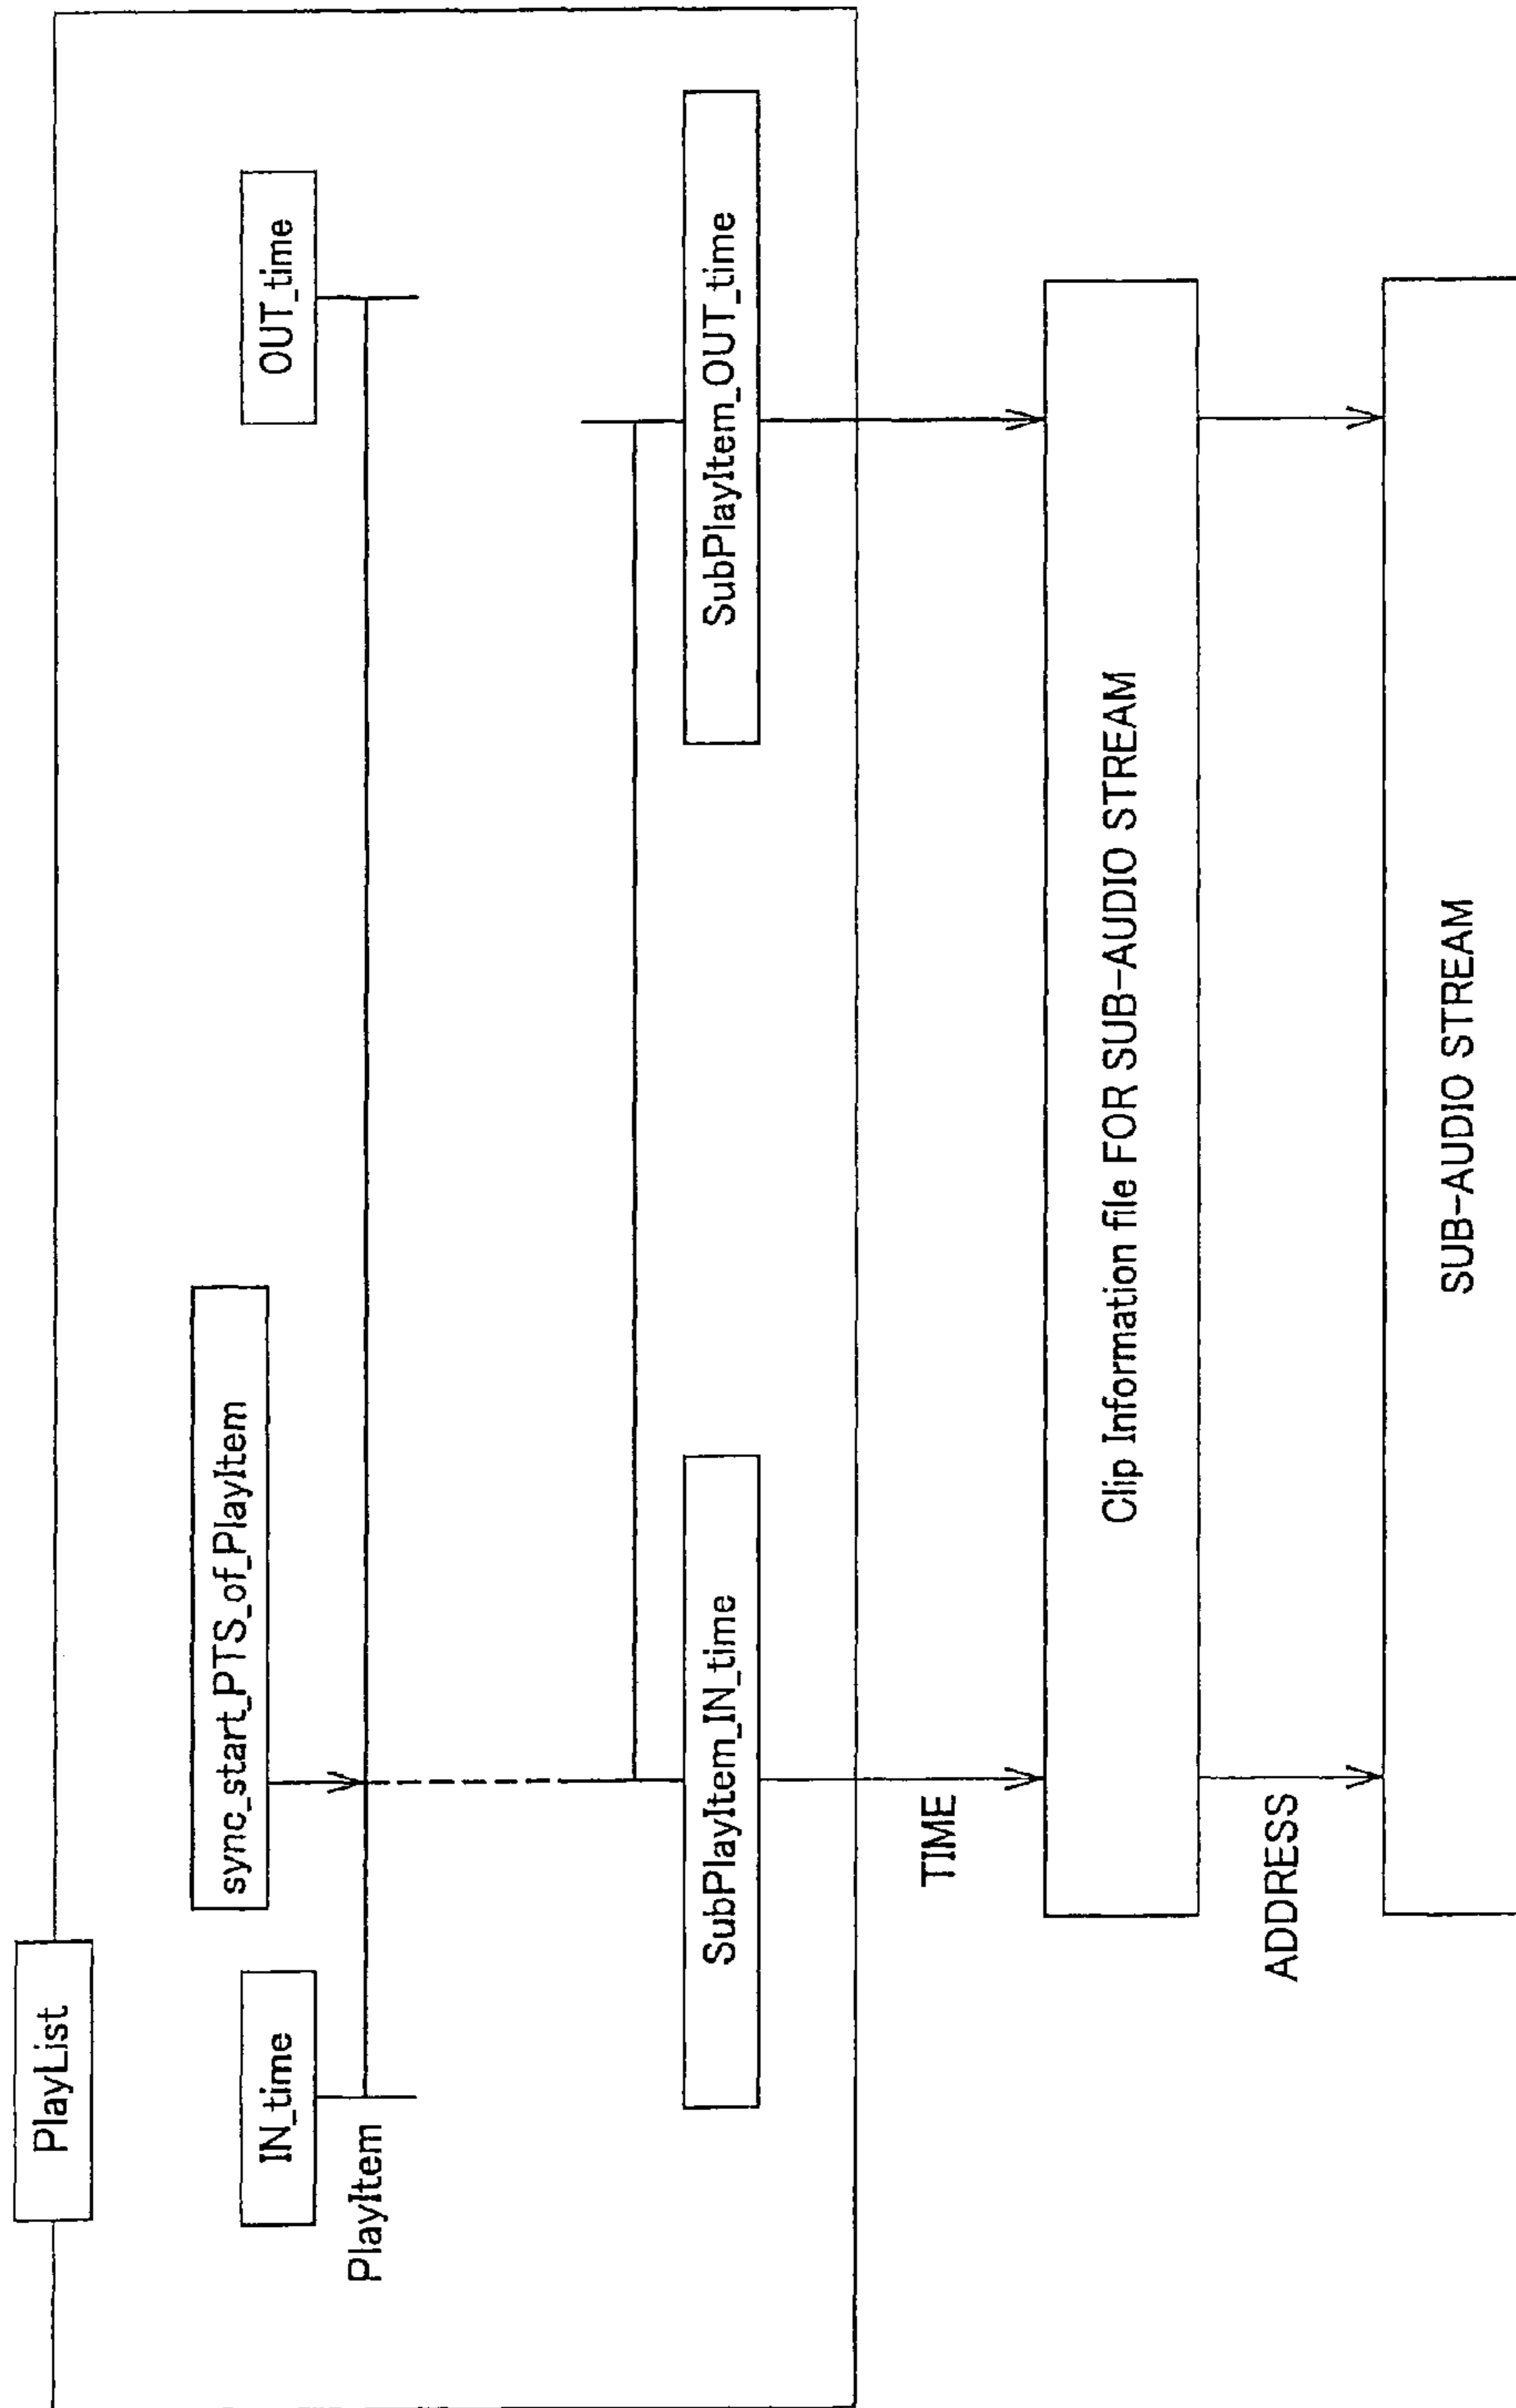 PlayList
sync_start_PTS_of_PlayItem
IN_time
OUT_time
PlayItem
SubPlayItem_IN_time
SubPlayItem_OUT_time
TIME
Clip Information file FOR SUB-AUDIO STREAM
ADDRESS
SUB-AUDIO STREAM